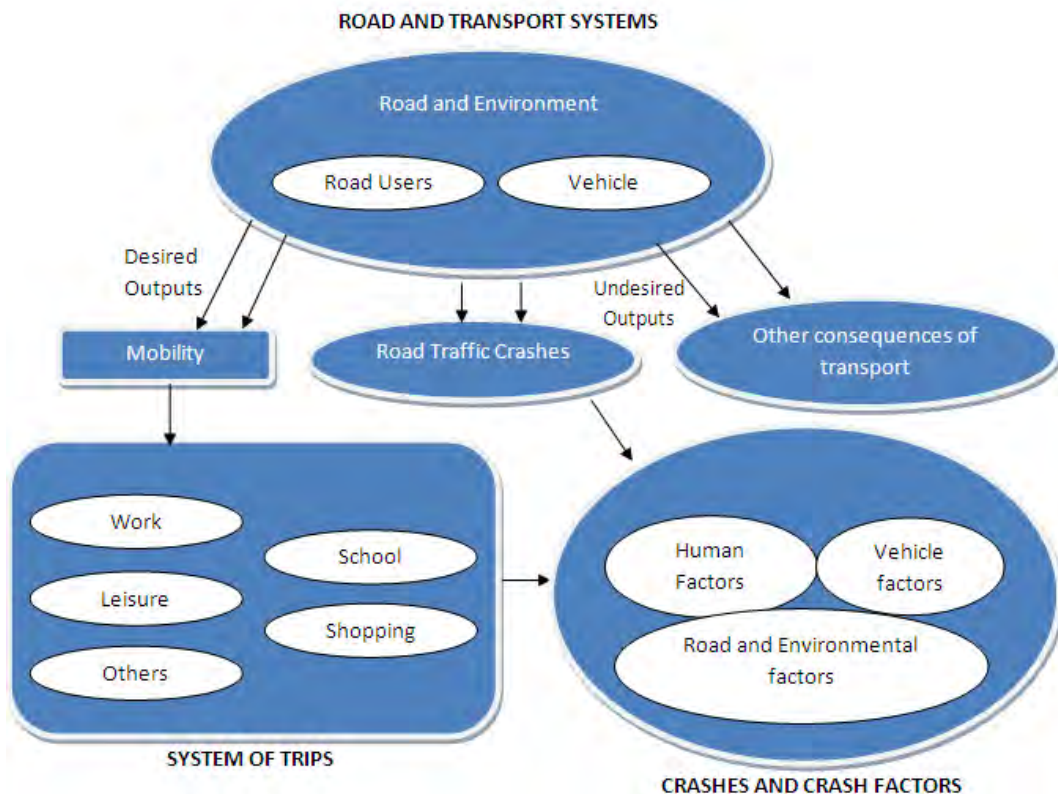 ROAD AND TRANSPORT SYSTEMS
Road and Environment
Road Users
Vehicle
Desired
Outputs
Undesired
Outputs
Mobility
Road Traffic Crashes
Other consequences of
transport
Work
School
Leisure
Shopping
Others
Human
Factors
Vehicle
factors
Road and Environmental
factors
SYSTEM OF TRIPS
CRASHES AND CRASH FACTORS